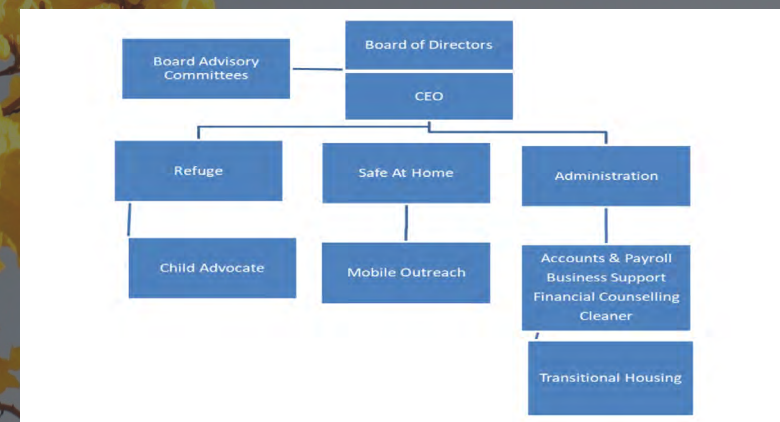 Board of Directors
Board Advisory
Committees
CEO
Refuge
Safe At Home
Administration
Child Advocate
Mobile Outreach
Accounts & Payroll
Business Support
Financial Counselling
Cleaner
Transitional Housing